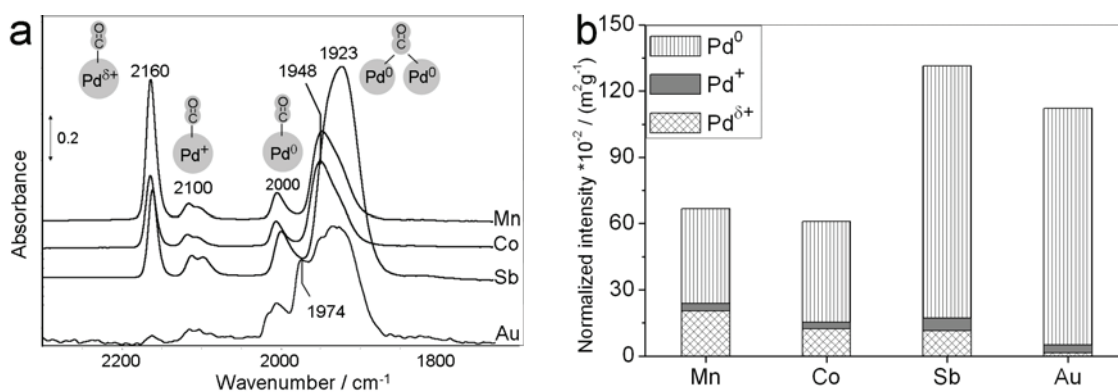 a
O
C
Pdδ+
2160
0.2
O
C
Pd+
2100
O
C
Pd0
2000
1948
1923
O
C
Pd0
Pd0
1974
Mn
Co
Sb
Au
Absorbance
2200
2000
1800
Wavenumber / cm-1
b
Pd0
Pd+
Pdδ+
Normalized intensity *10-2 / (m2g-1)
150
120
90
60
30
0
Mn
Co
Sb
Au